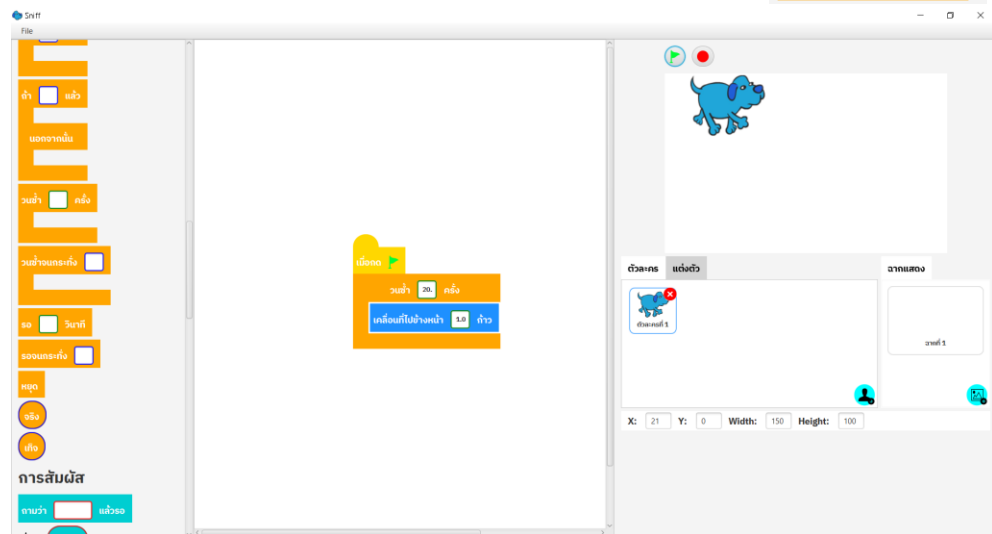 Sniff
File
ถ้า แล้ว
นอกจากนั้น
วนซ้ำ ครั้ง
วนซ้ำจนกระทั่ง
รอ วินาที
รอจนกระทั่ง
หยุด
จริง
เท็จ
การสัมผัส
ถามว่า แล้วรอ
เมื่อกด
วนซ้ำ 20. ครั้ง
เคลื่อนที่ไปข้างหน้า 1.0 ก้าว
ตัวละคร แต่งตัว ฉากแสดง
ตัวละครที่ 1
ฉากที่ 1
X: 21 Y: 0 Width: 150 Height: 100